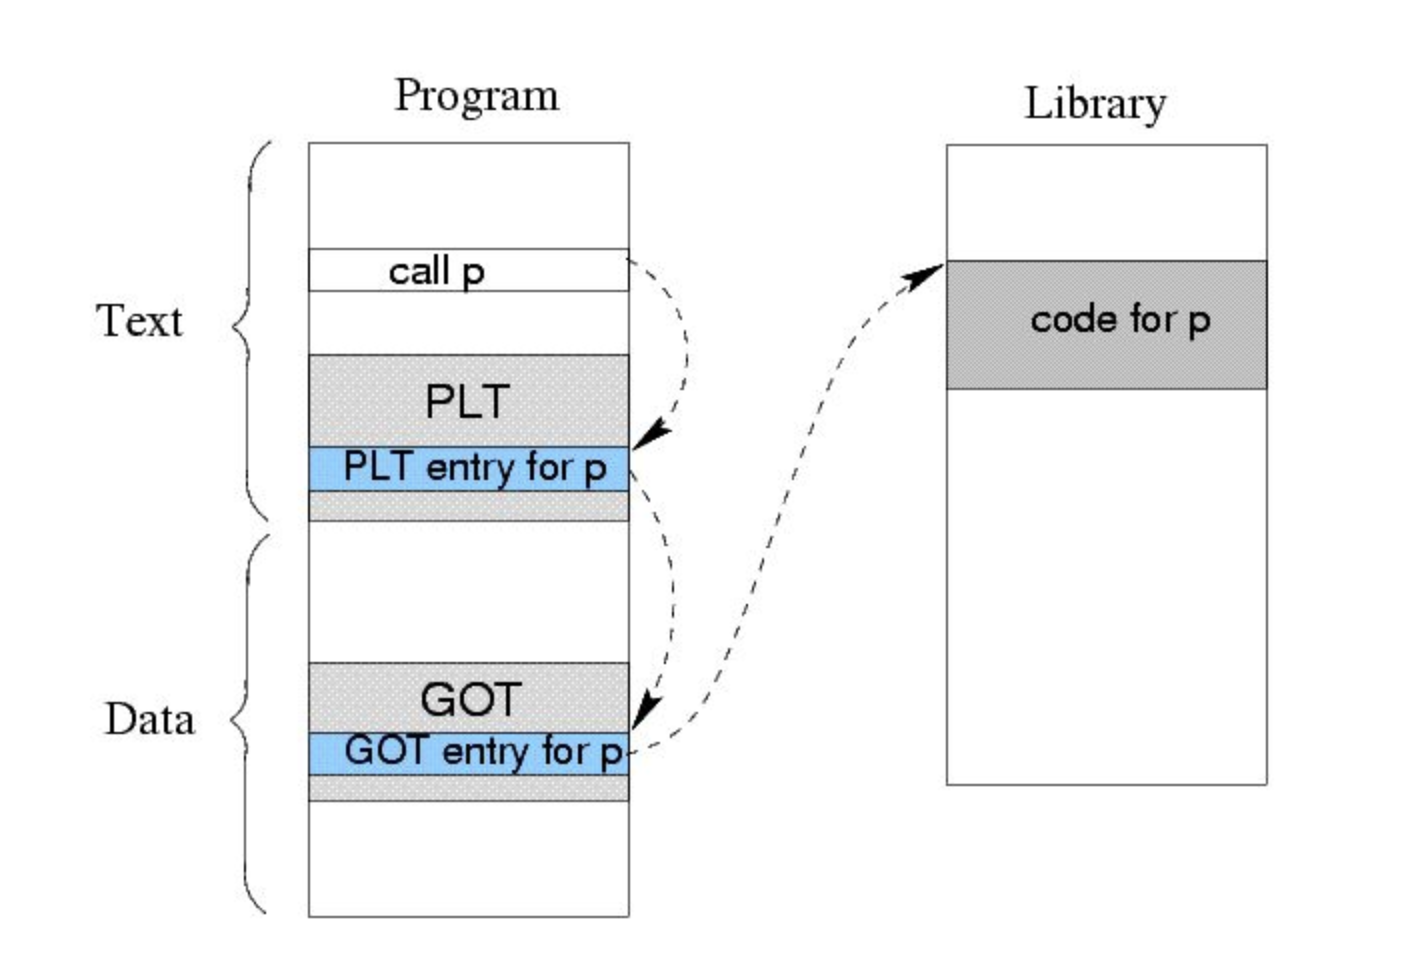 Program
Library
call p
Text
code for p
PLT
PLT entry for p
Data
GOT
GOT entry for p